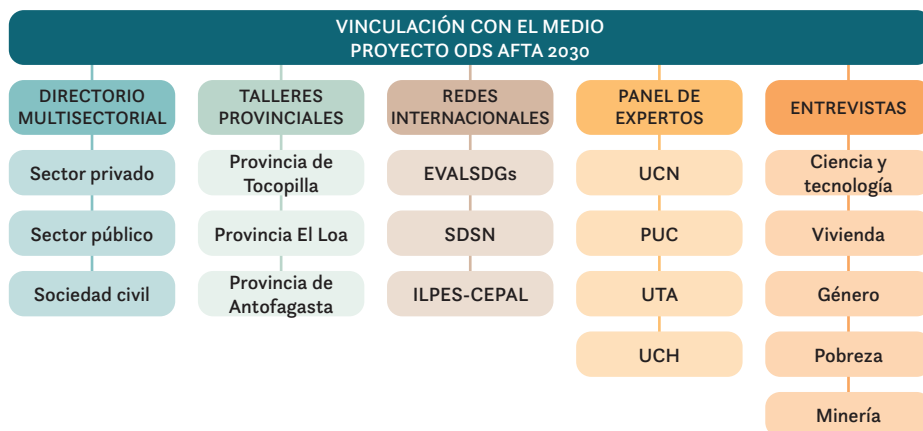 VINCULACIÓN CON EL MEDIO
PROYECTO ODS AFTA 2030
DIRECTORIO
MULTISECTORIAL
Sector privado
Sector público
Sociedad civil
TALLERES
PROVINCIALES
Provincia de
Tocopilla
Provincia El Loa
Provincia de
Antofagasta
REDES
INTERNACIONALES
EVALSDGs
SDSN
ILPES-CEPAL
PANEL DE
EXPERTOS
UCN
PUC
UTA
UCH
ENTREVISTAS
Ciencia y
tecnología
Vivienda
Género
Pobreza
Minería